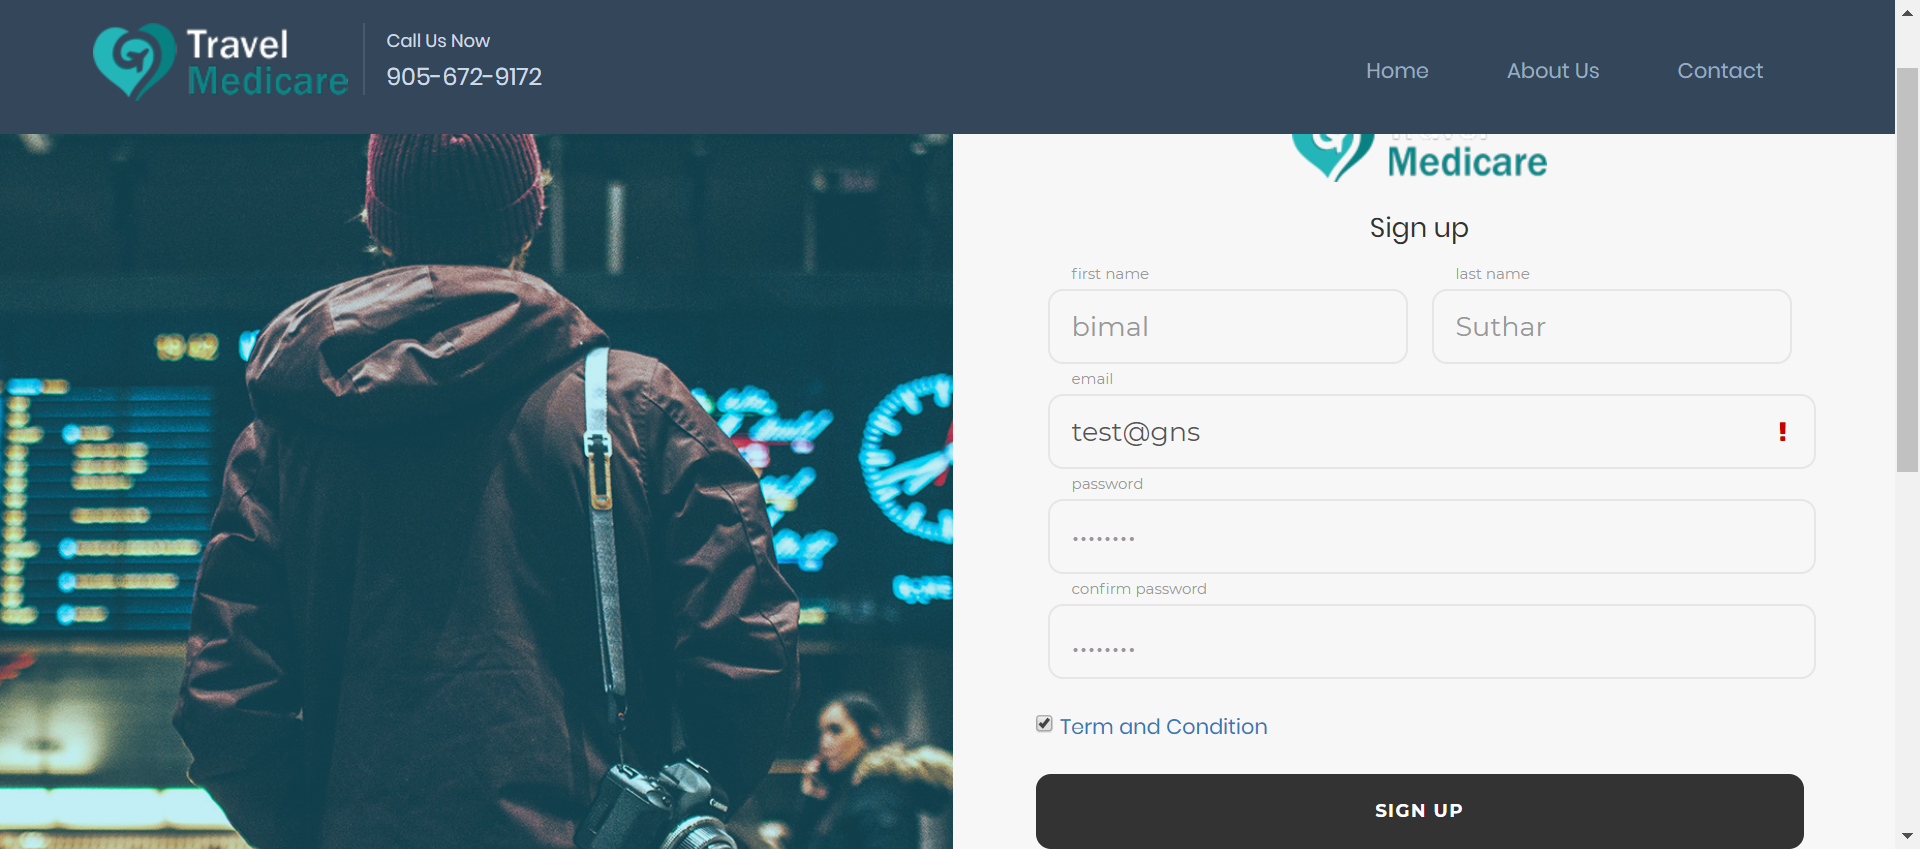 Travel
Medicare
Call Us Now
905-672-9172
Home
About Us
Contact
Medicare
Sign up
first name
last name
bimal
Suthar
email
test@gns
!
password
••••••••
confirm password
••••••••
Term and Condition
SIGN UP